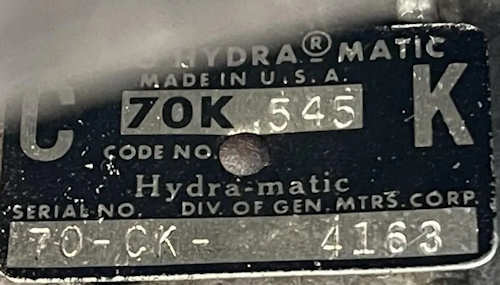 HYDRA® MATIC
MADE IN U.S.A.
C 70K 545 K
CODE NO.
Hydra-matic
SERIAL NO. DIV. OF GEN. MTRS. CORP.
70-CK- 4163